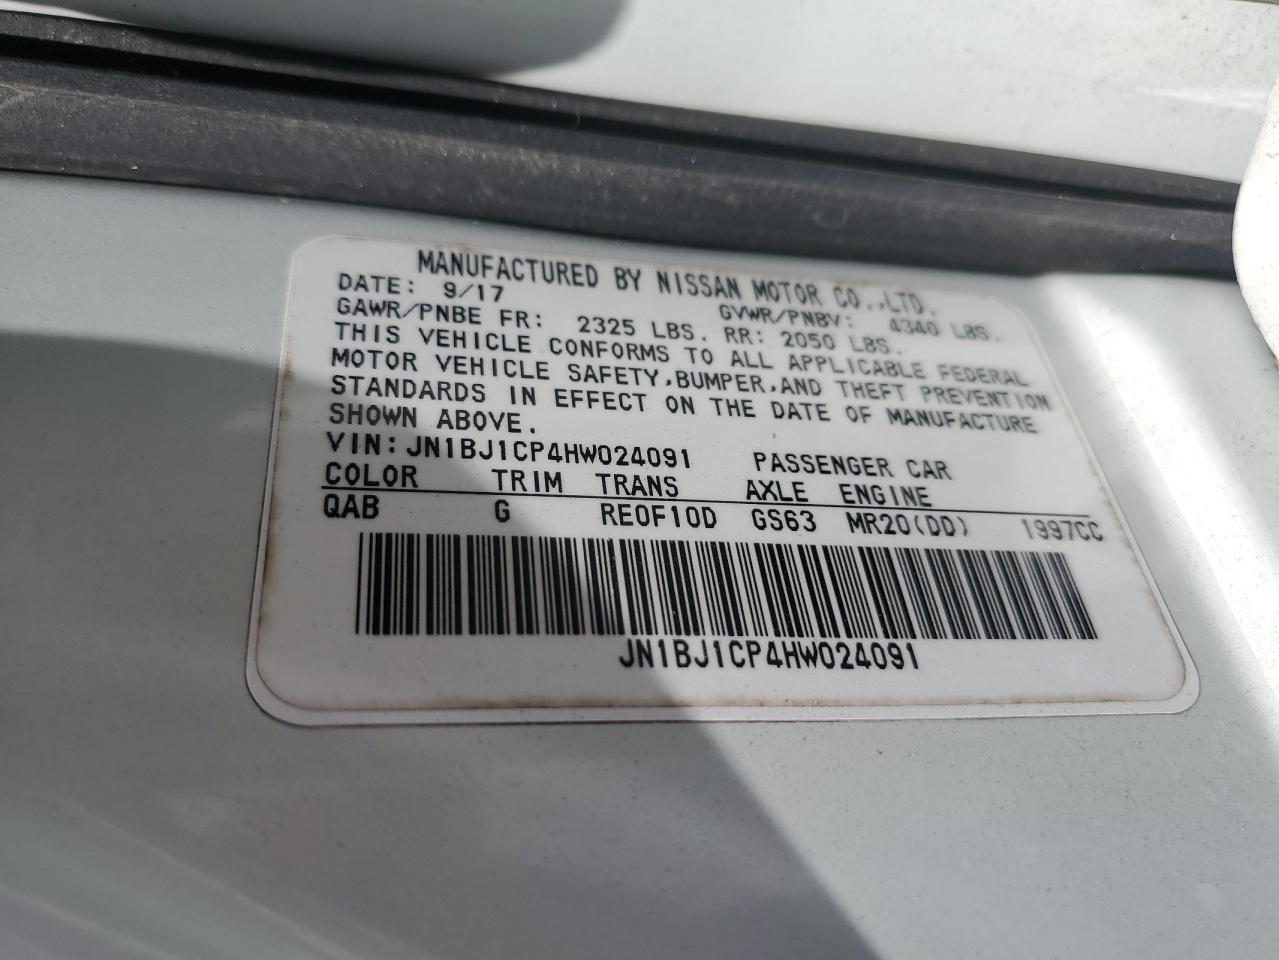 MANUFACTURED BY NISSAN MOTOR CO.,LTD.
DATE: 9/17 GVWR/PNBV: 4340 LBS.
GAWR/PNBE FR: 2325 LBS. RR: 2050 LBS.
THIS VEHICLE CONFORMS TO ALL APPLICABLE FEDERAL
MOTOR VEHICLE SAFETY,BUMPER,AND THEFT PREVENTION
STANDARDS IN EFFECT ON THE DATE OF MANUFACTURE
SHOWN ABOVE.
VIN:JN1BJ1CP4HW024091 PASSENGER CAR
COLOR TRIM TRANS AXLE ENGINE
QAB G RE0F10D GS63 MR20(DD) 1997CC
JN1BJ1CP4HW024091